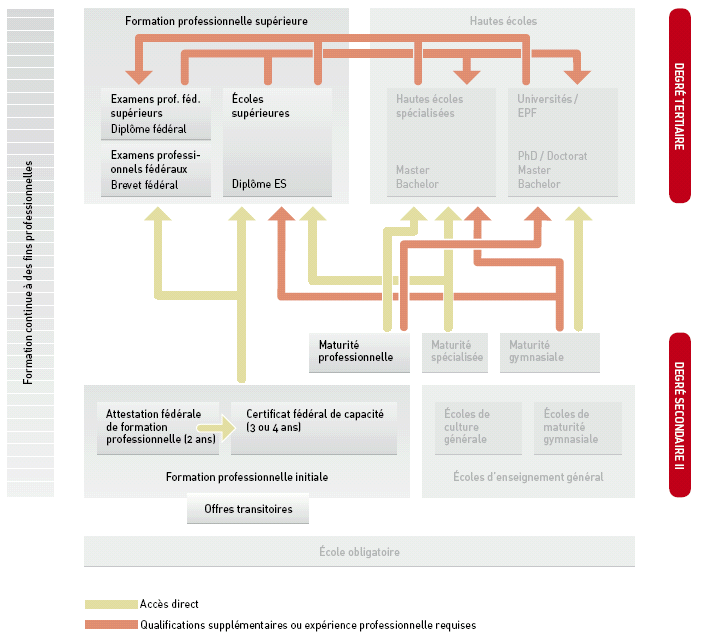 Formation professionnelle supérieure
Hautes écoles
Examens prof. féd.
supérieurs
Diplôme fédéral
Examens professi-
onnels fédéraux
Brevet fédéral
Écoles
supérieures
Diplôme ES
Hautes écoles
spécialisées
Master
Bachelor
Universités /
EPF
PhD / Doctorat
Master
Bachelor
DEGRÉ TERTIAIRE
Formation continue à des fins professionnelles
Maturité
professionnelle
Maturité
spécialisée
Maturité
gymnasiale
DEGRÉ SECONDAIRE II
Attestation fédérale
de formation
professionnelle (2 ans)
Certificat fédéral de capacité
(3 ou 4 ans)
Écoles de
culture
générale
Écoles de
maturité
gymnasiale
Formation professionnelle initiale
Écoles d'enseignement général
Offres transitoires
École obligatoire
Accès direct
Qualifications supplémentaires ou expérience professionnelle requises